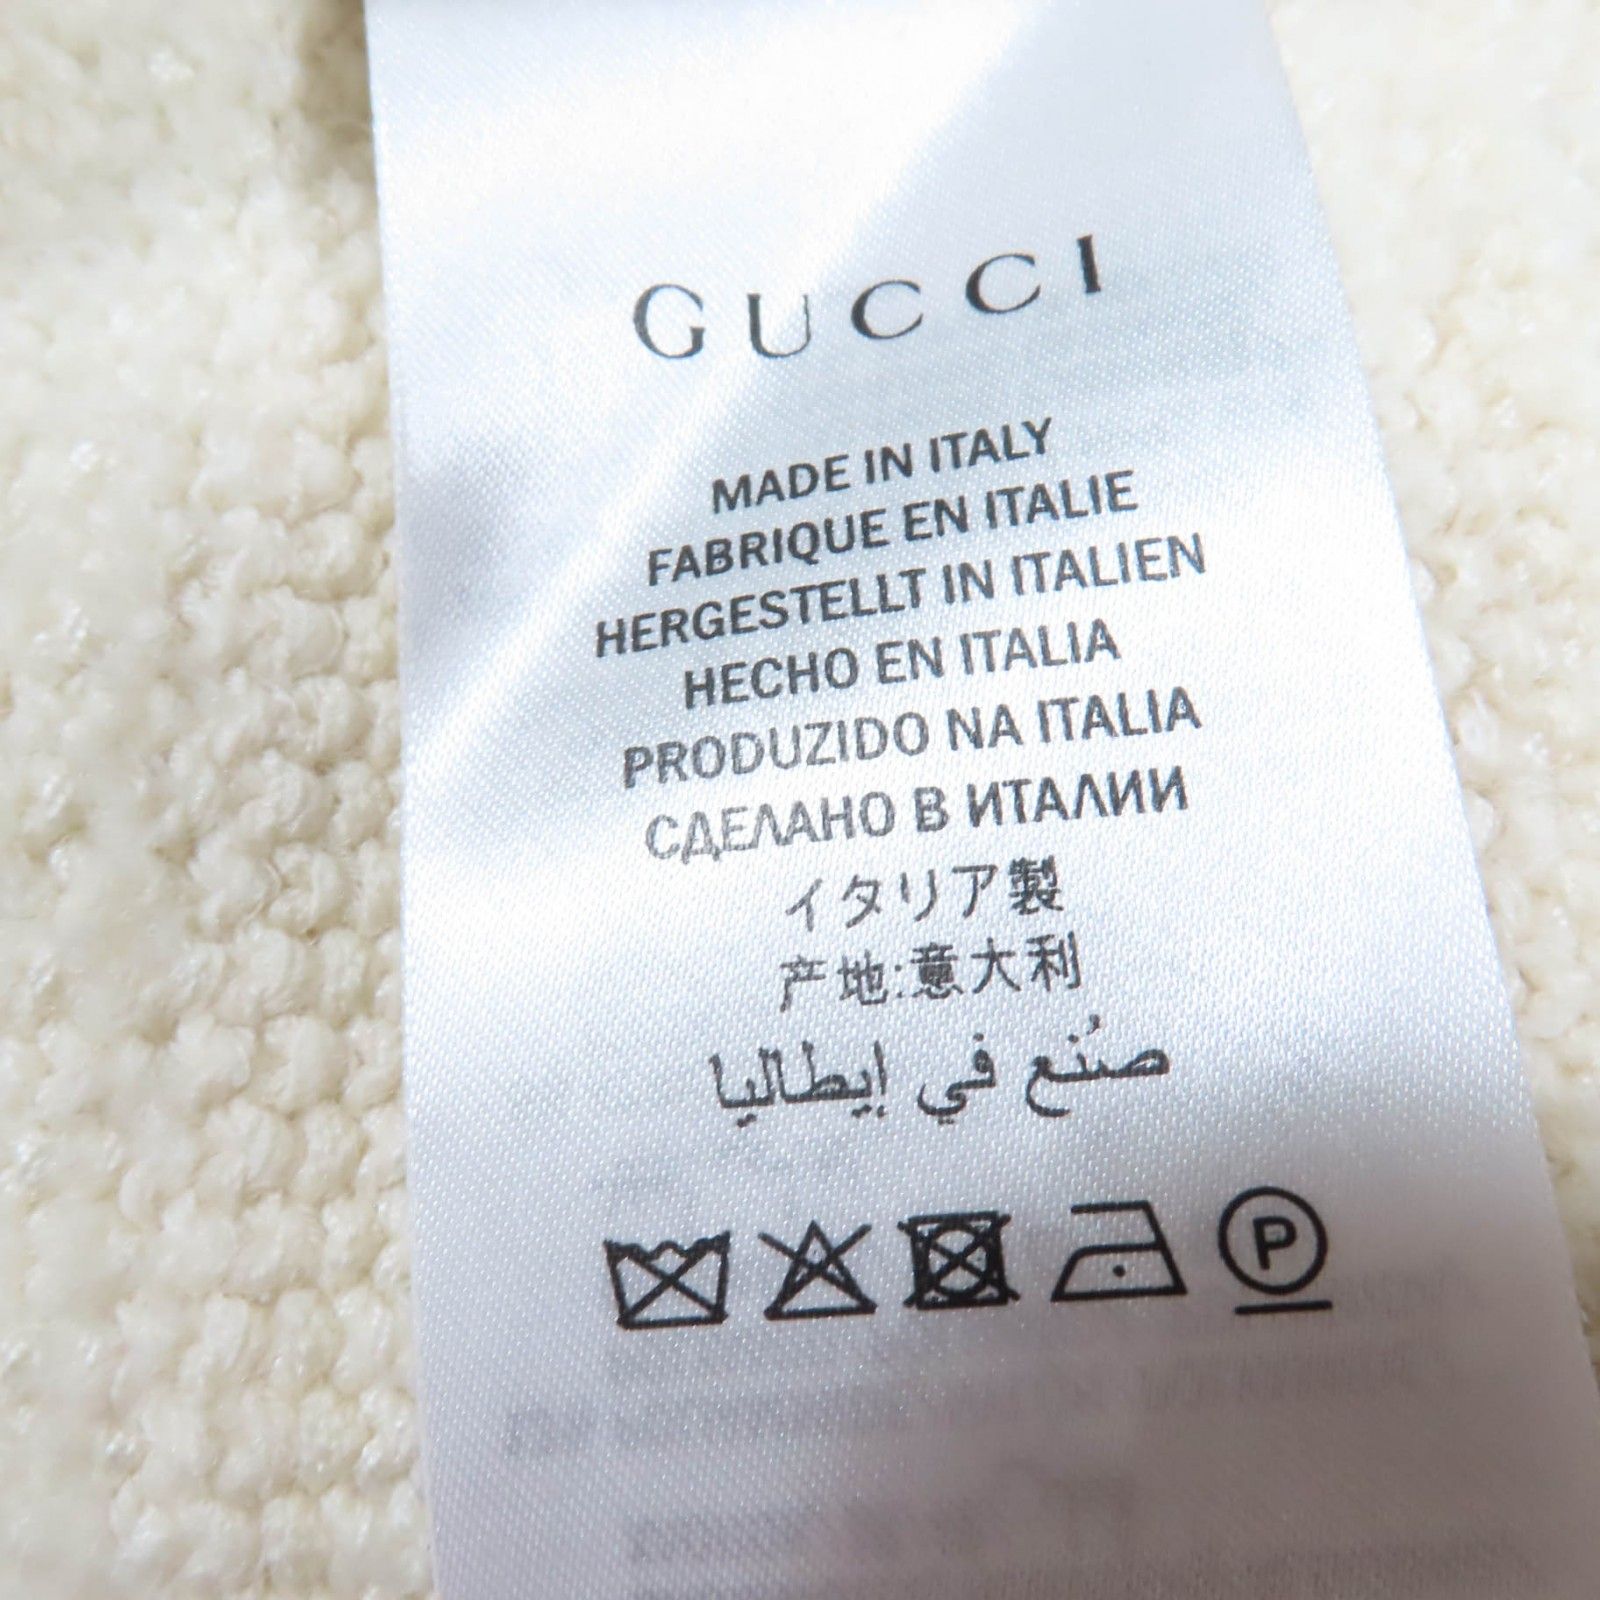 GUCCI
MADE IN ITALY
FABRIQUE EN ITALIE
HERGESTELLT IN ITALIEN
HECHO EN ITALIA
PRODUZIDO NA ITALIA
СДЕЛАНО В ИТАЛИИ
イタリア製
产地:意大利
صُنع في إيطاليا
P